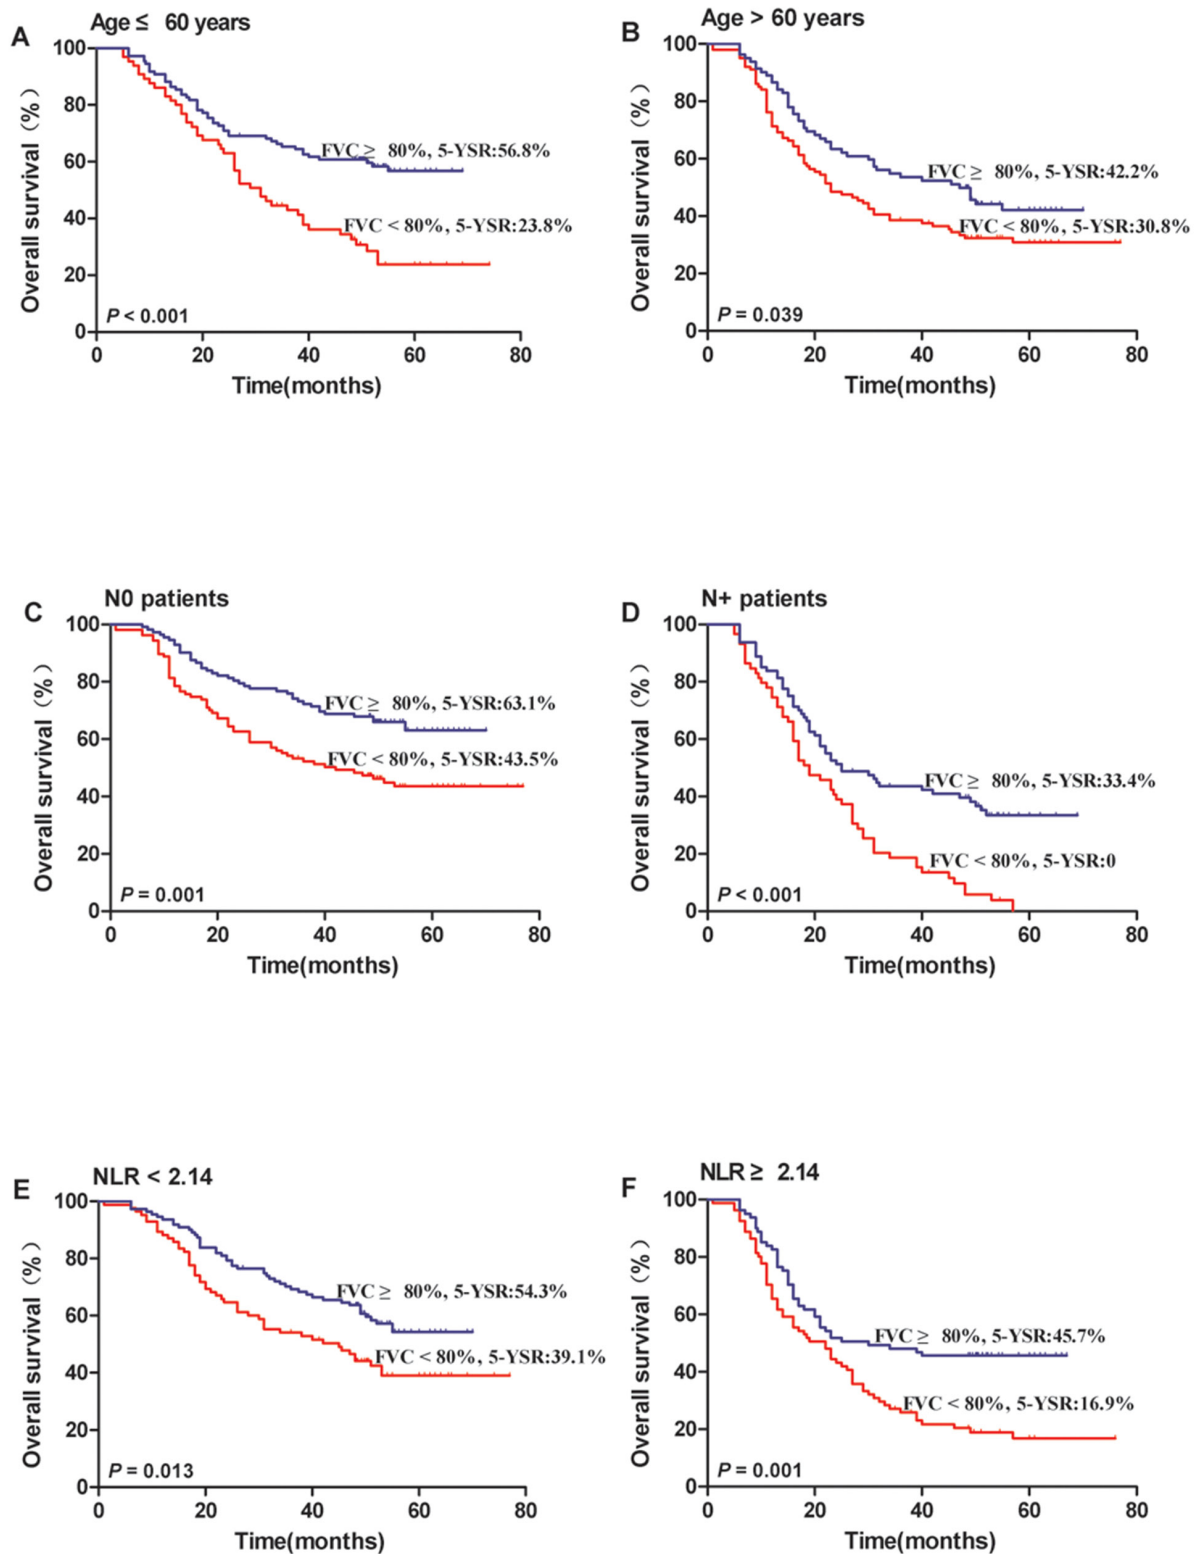 A
Age ≤ 60 years
100
80
60
40
20
0
Overall survival（%）
FVC ≥ 80%, 5-YSR:56.8%
FVC < 80%, 5-YSR:23.8%
P < 0.001
0 20 40 60 80
Time(months)
B
Age > 60 years
100
80
60
40
20
0
Overall survival（%）
FVC ≥ 80%, 5-YSR:42.2%
FVC < 80%, 5-YSR:30.8%
P = 0.039
0 20 40 60 80
Time(months)
C
N0 patients
100
80
60
40
20
0
Overall survival（%）
FVC ≥ 80%, 5-YSR:63.1%
FVC < 80%, 5-YSR:43.5%
P = 0.001
0 20 40 60 80
Time(months)
D
N+ patients
100
80
60
40
20
0
Overall survival（%）
FVC ≥ 80%, 5-YSR:33.4%
FVC < 80%, 5-YSR:0
P < 0.001
0 20 40 60 80
Time(months)
E
NLR < 2.14
100
80
60
40
20
0
Overall survival（%）
FVC ≥ 80%, 5-YSR:54.3%
FVC < 80%, 5-YSR:39.1%
P = 0.013
0 20 40 60 80
Time(months)
F
NLR ≥ 2.14
100
80
60
40
20
0
Overall survival（%）
FVC ≥ 80%, 5-YSR:45.7%
FVC < 80%, 5-YSR:16.9%
P = 0.001
0 20 40 60 80
Time(months)